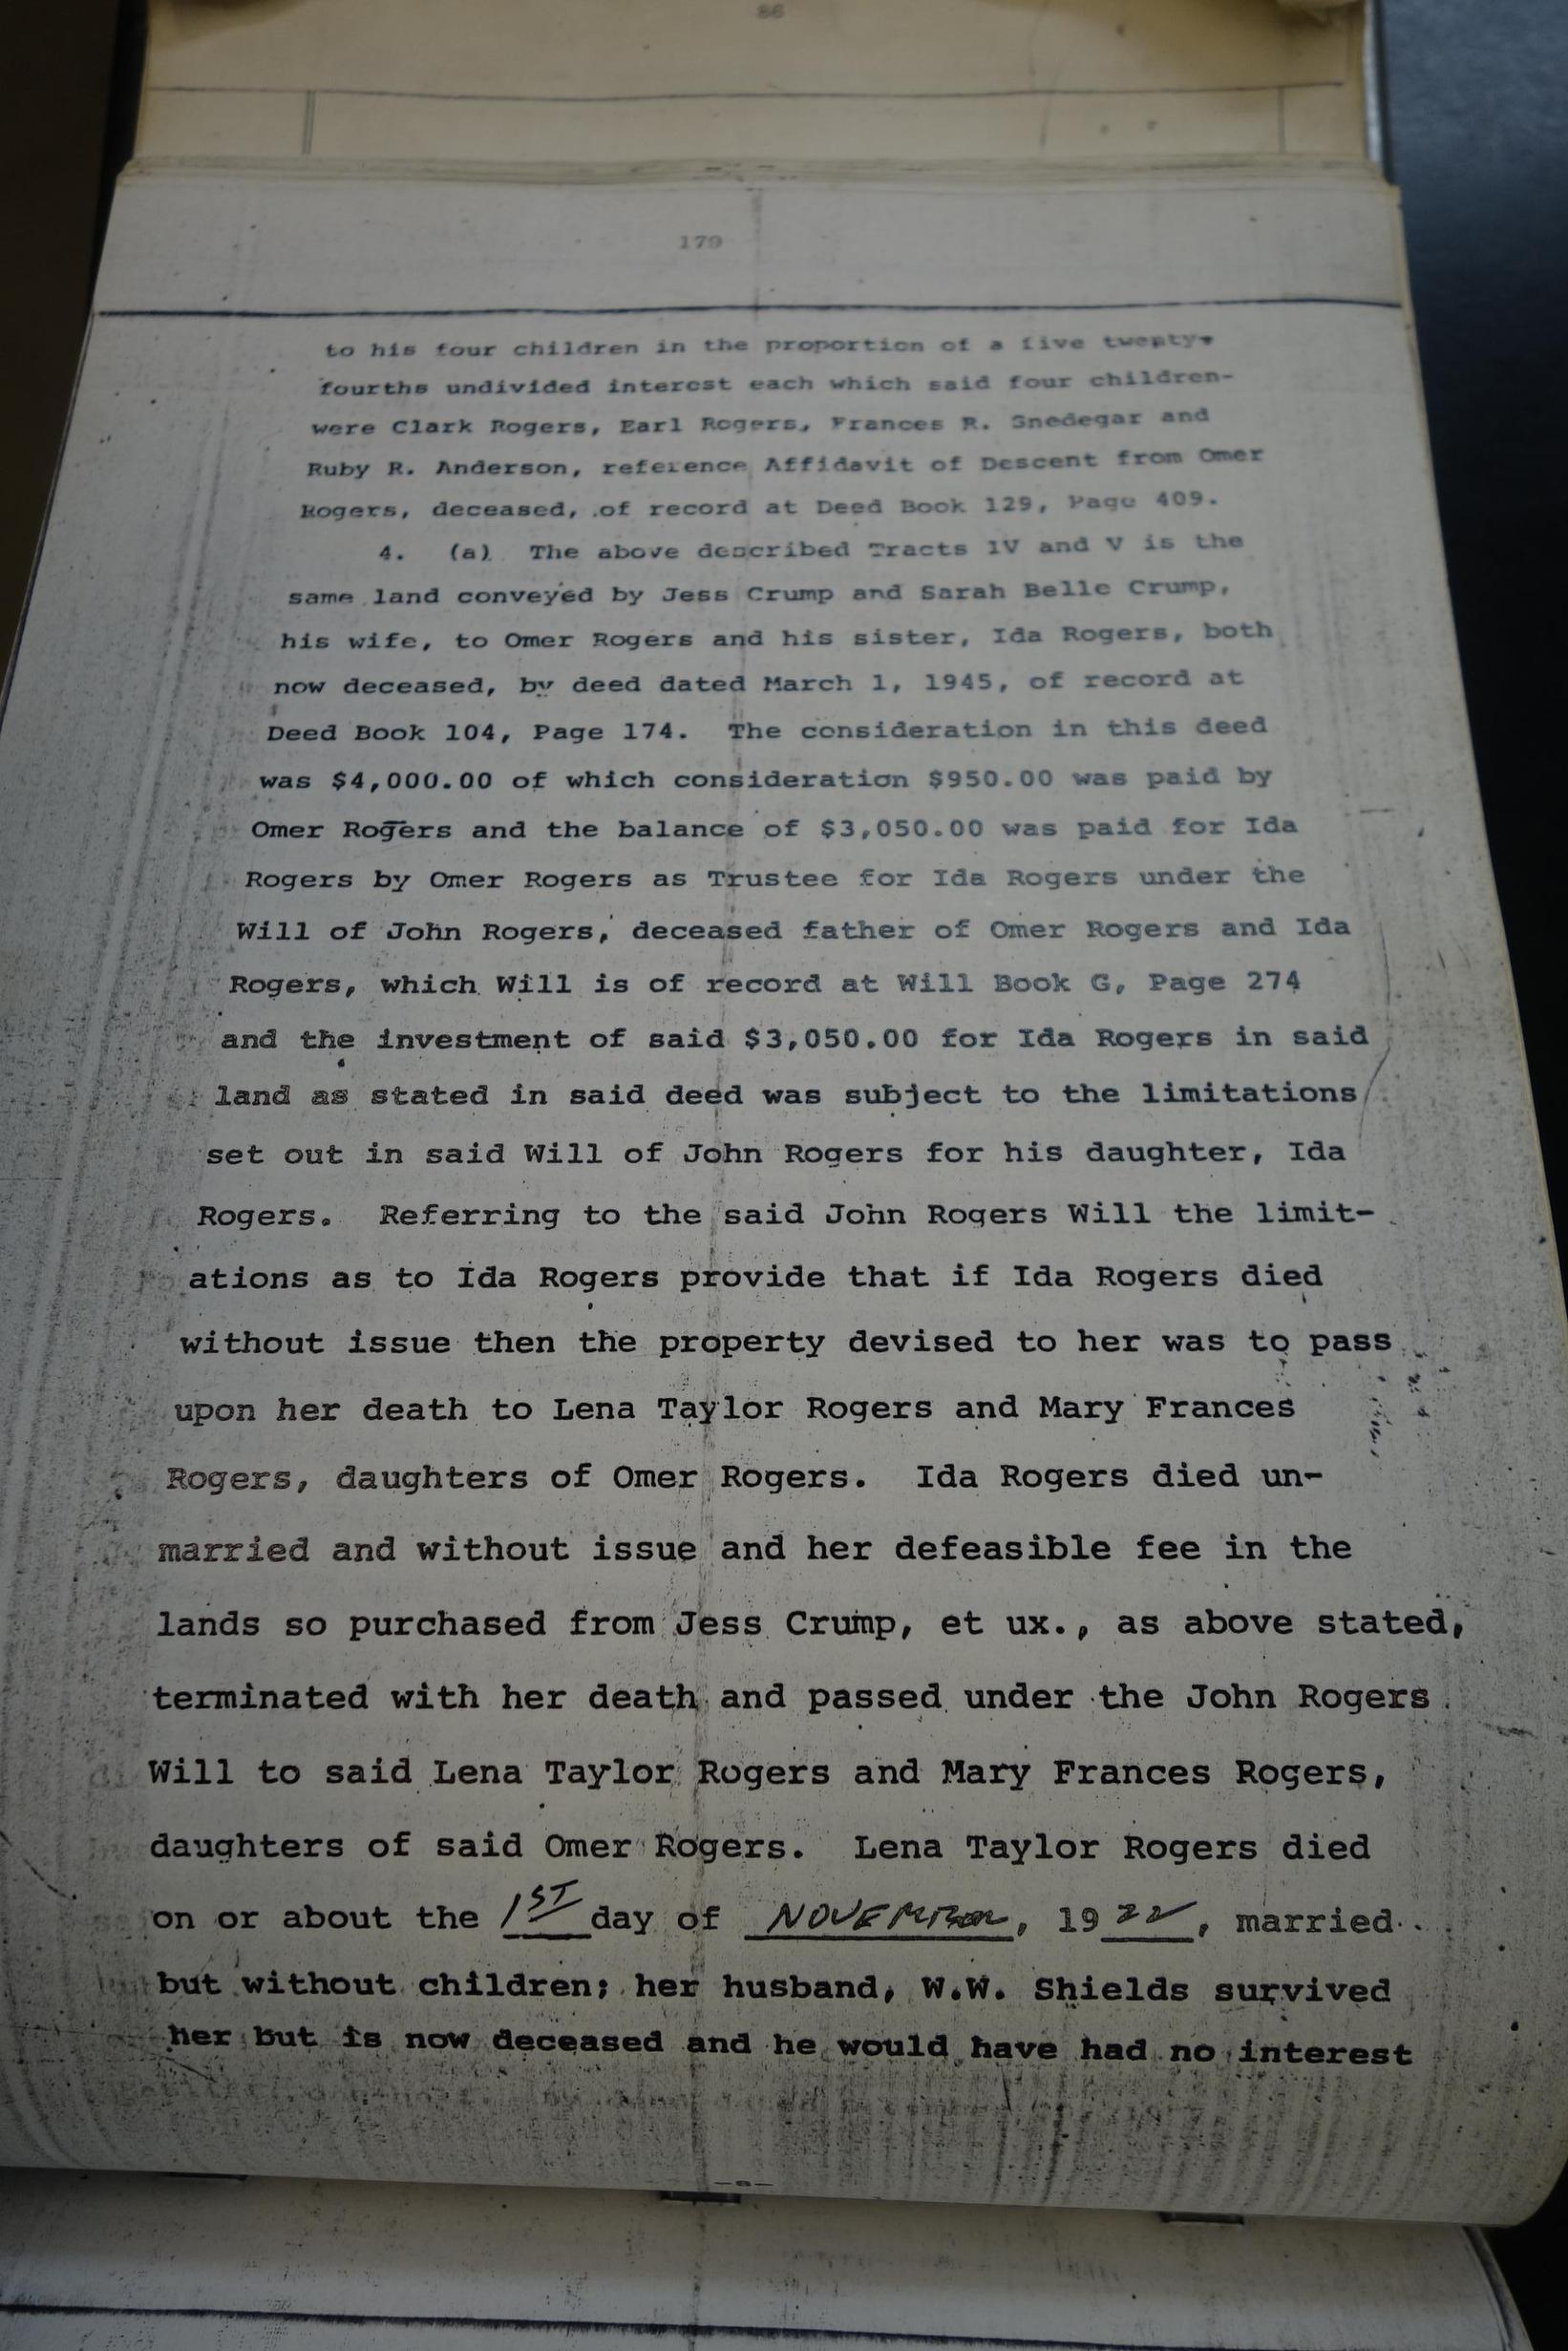 86
179
to his four children in the proportion of a five twenty-
fourths undivided interest each which said four children-
were Clark Rogers, Earl Rogers, Frances R. Snedegar and
Ruby R. Anderson, reference Affidavit of Descent from Omer
Rogers, deceased, of record at Deed Book 129, Page 409.
4. (a) The above described Tracts IV and V is the
same land conveyed by Jess Crump and Sarah Belle Crump,
his wife, to Omer Rogers and his sister, Ida Rogers, both
now deceased, by deed dated March 1, 1945, of record at
Deed Book 104, Page 174. The consideration in this deed
was $4,000.00 of which consideration $950.00 was paid by
Omer Rogers and the balance of $3,050.00 was paid for Ida
Rogers by Omer Rogers as Trustee for Ida Rogers under the
Will of John Rogers, deceased father of Omer Rogers and Ida
Rogers, which Will is of record at Will Book G, Page 274
and the investment of said $3,050.00 for Ida Rogers in said
land as stated in said deed was subject to the limitations
set out in said Will of John Rogers for his daughter, Ida
Rogers. Referring to the said John Rogers Will the limit-
ations as to Ida Rogers provide that if Ida Rogers died
without issue then the property devised to her was to pass
upon her death to Lena Taylor Rogers and Mary Frances
Rogers, daughters of Omer Rogers. Ida Rogers died un-
married and without issue and her defeasible fee in the
lands so purchased from Jess Crump, et ux., as above stated,
terminated with her death and passed under the John Rogers
Will to said Lena Taylor Rogers and Mary Frances Rogers,
daughters of said Omer Rogers. Lena Taylor Rogers died
on or about the 1ST day of NOVEMBER, 1922, married
but without children; her husband, W.W. Shields survived
her but is now deceased and he would have had no interest
-8-